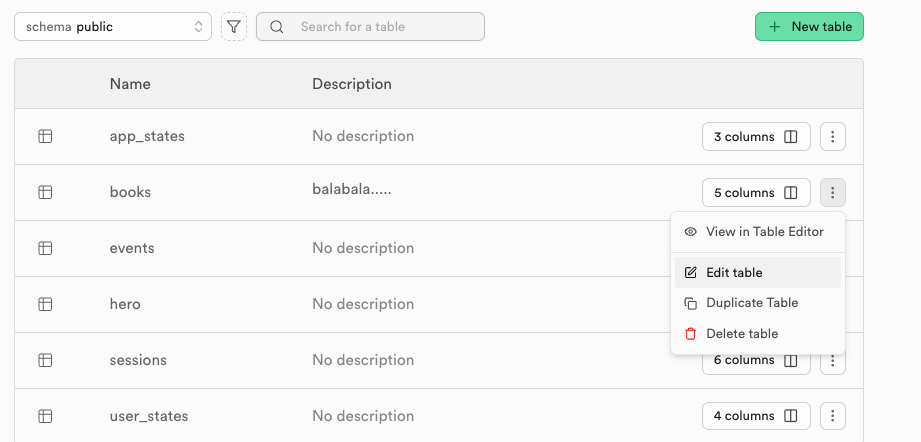 schema public
Search for a table
New table
Name Description
app_states No description 3 columns
books balabala..... 5 columns
View in Table Editor
events No description
Edit table
Duplicate Table
hero No description
Delete table
sessions No description 6 columns
user_states No description 4 columns